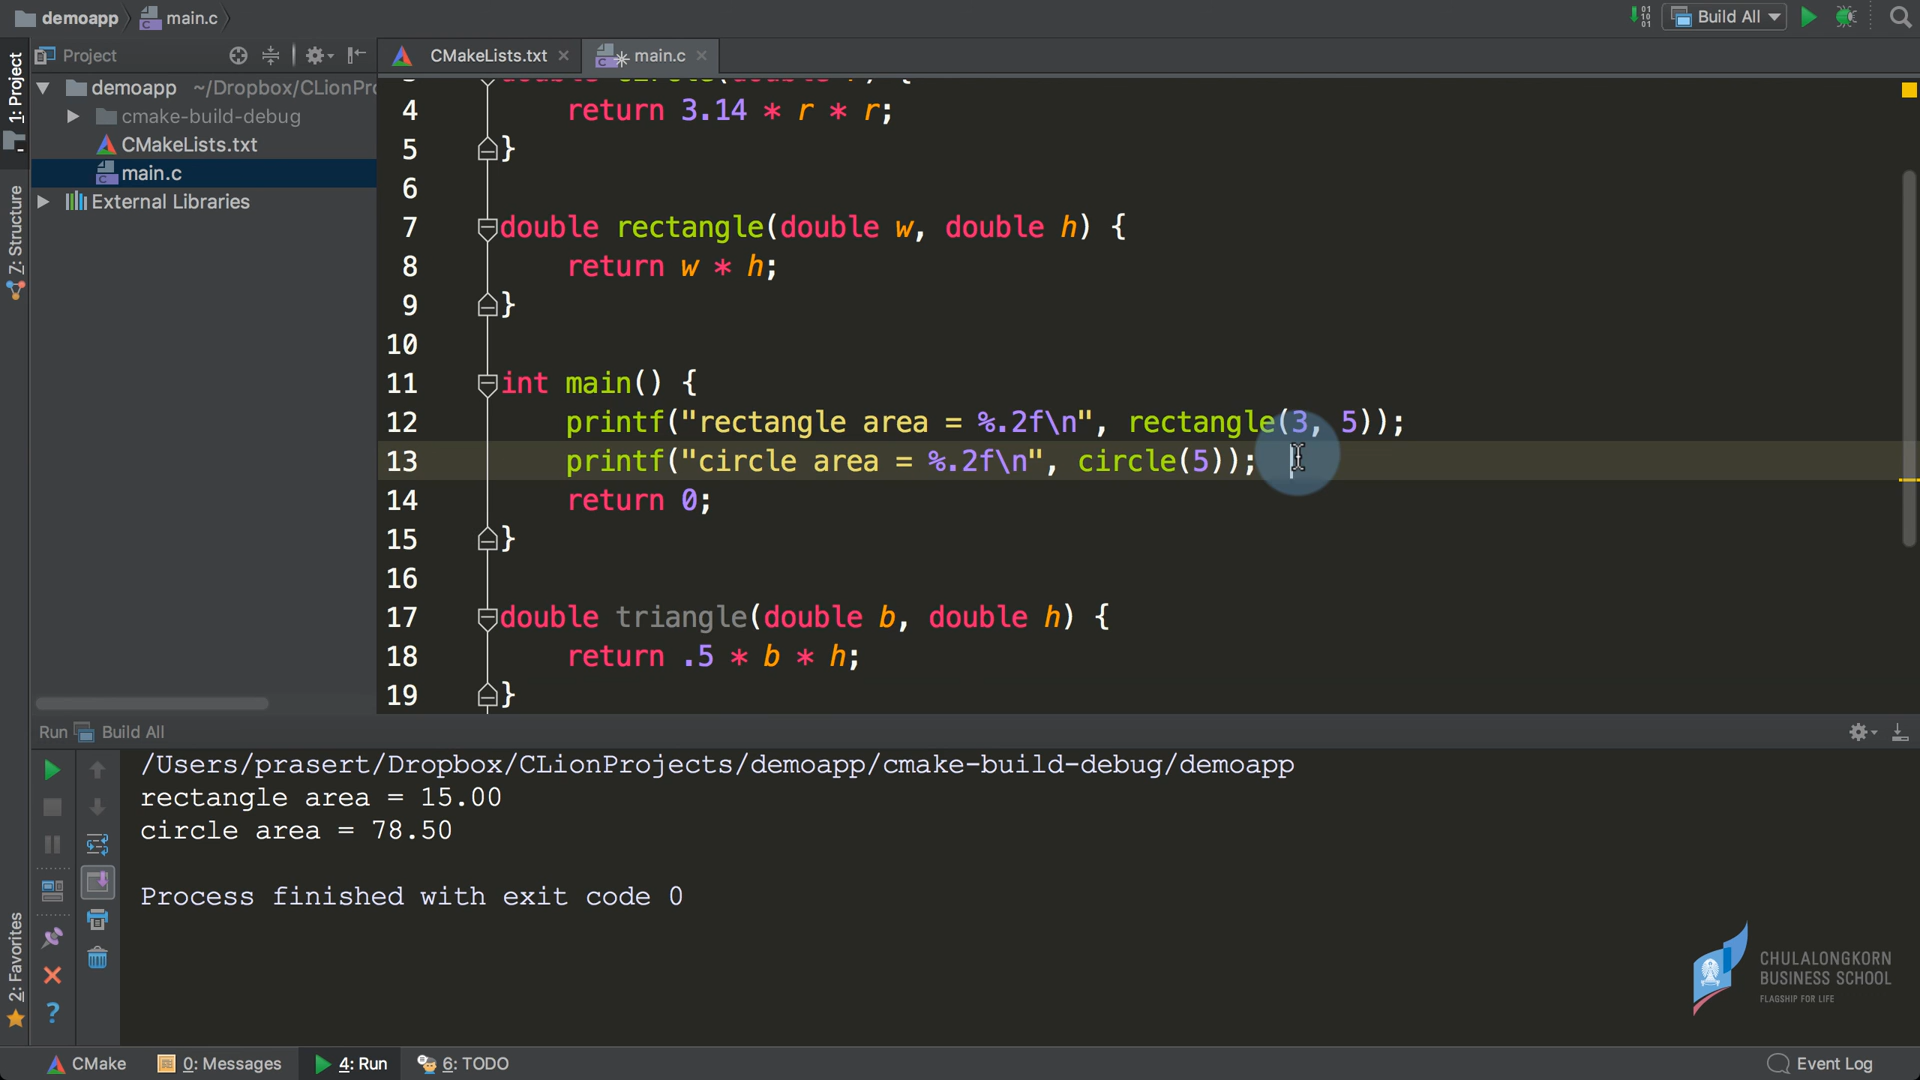 demoapp main.c
Build All
1: Project
Project
CMakeLists.txt
main.c
demoapp ~/Dropbox/CLionPr
cmake-build-debug
CMakeLists.txt
main.c
External Libraries
Z: Structure
4 return 3.14 * r * r;
5 }
6
7 double rectangle(double w, double h) {
8 return w * h;
9 }
10
11 int main() {
12 printf("rectangle area = %.2f\n", rectangle(3, 5));
13 printf("circle area = %.2f\n", circle(5));
14 return 0;
15 }
16
17 double triangle(double b, double h) {
18 return .5 * b * h;
19 }
Run Build All
/Users/prasert/Dropbox/CLionProjects/demoapp/cmake-build-debug/demoapp
rectangle area = 15.00
circle area = 78.50
Process finished with exit code 0
2: Favorites
CHULALONGKORN
BUSINESS SCHOOL
FLAGSHIP FOR LIFE
CMake
0: Messages
4: Run
6: TODO
Event Log